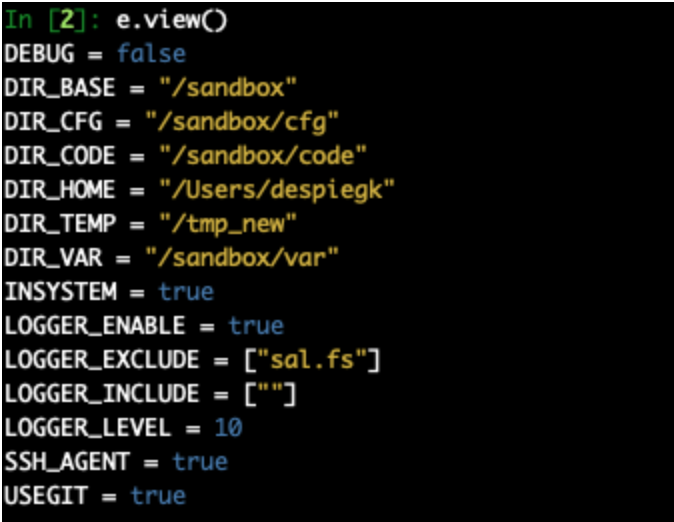 In [2]: e.view()
DEBUG = false
DIR_BASE = "/sandbox"
DIR_CFG = "/sandbox/cfg"
DIR_CODE = "/sandbox/code"
DIR_HOME = "/Users/despiegk"
DIR_TEMP = "/tmp_new"
DIR_VAR = "/sandbox/var"
INSYSTEM = true
LOGGER_ENABLE = true
LOGGER_EXCLUDE = ["sal.fs"]
LOGGER_INCLUDE = [""]
LOGGER_LEVEL = 10
SSH_AGENT = true
USEGIT = true